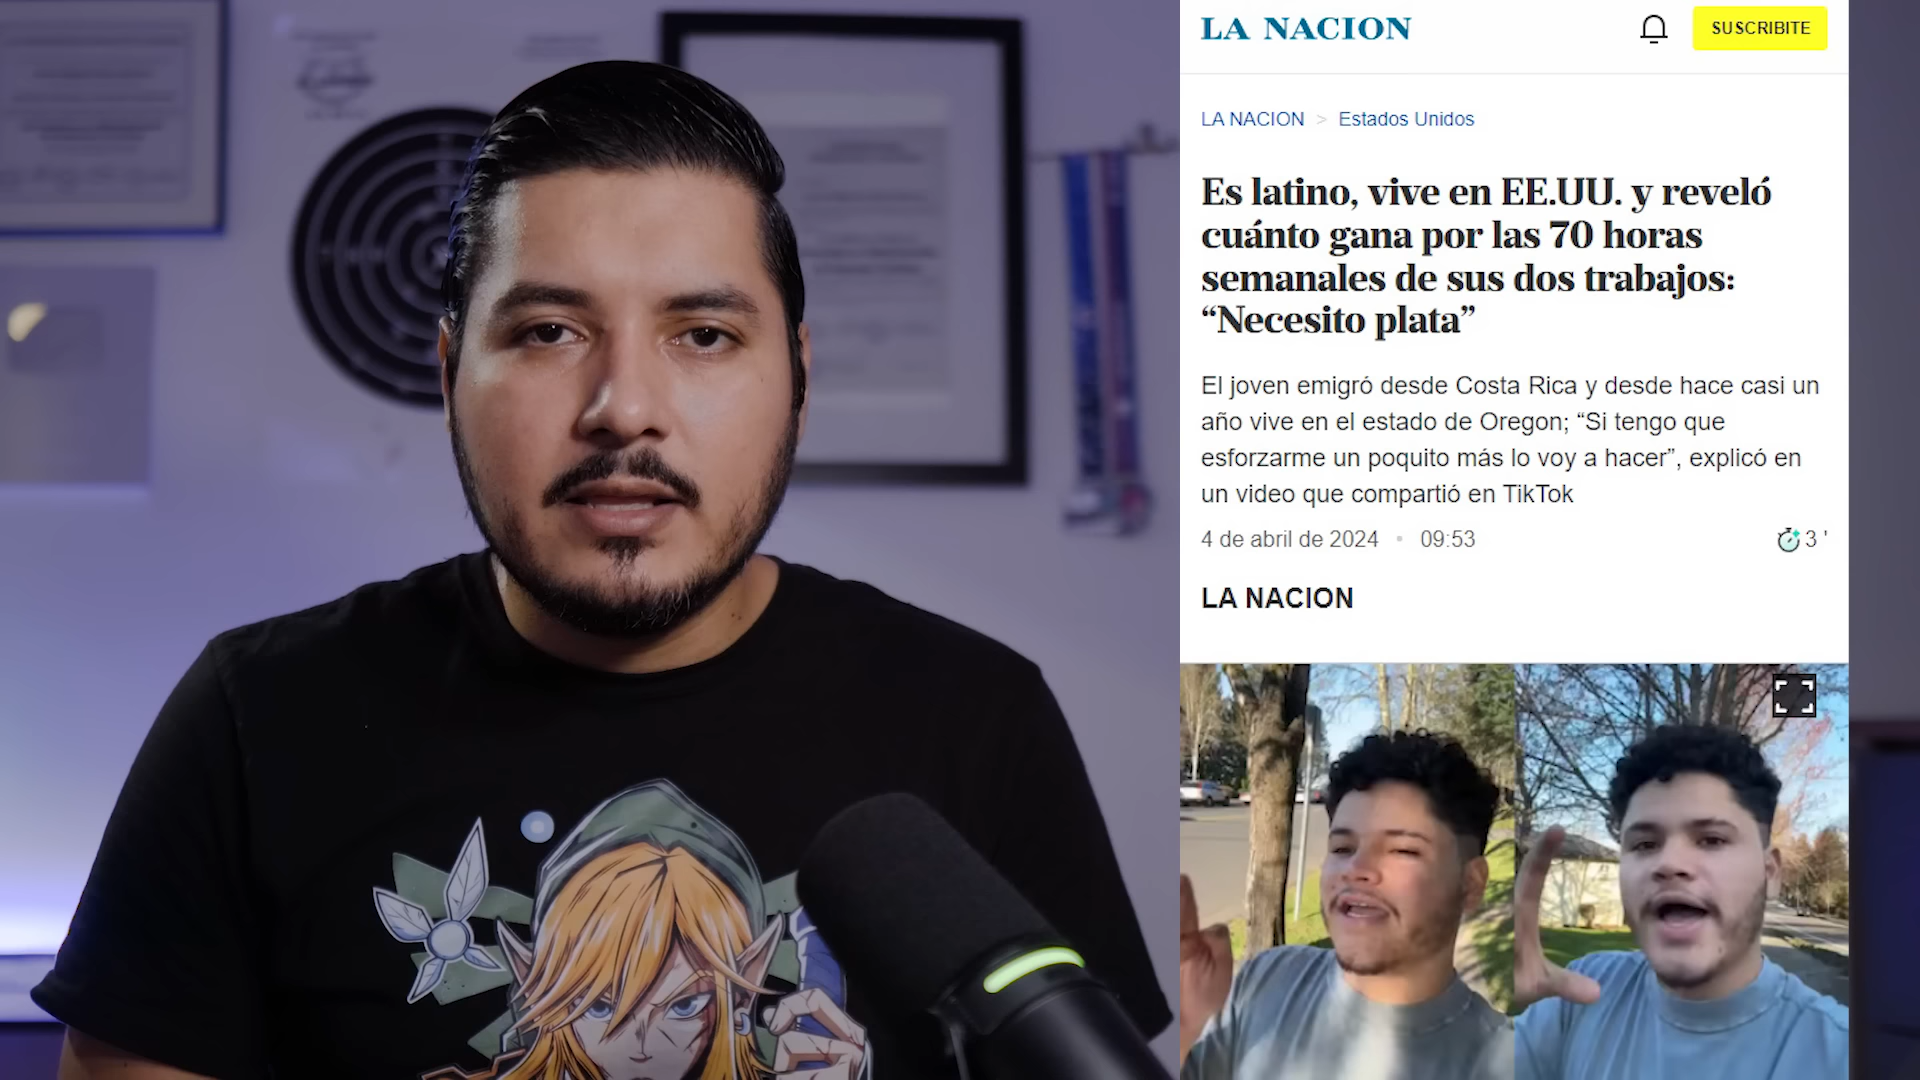 LA NACION
SUSCRIBITE
LA NACION > Estados Unidos
Es latino, vive en EE.UU. y reveló
cuánto gana por las 70 horas
semanales de sus dos trabajos:
“Necesito plata”
El joven emigró desde Costa Rica y desde hace casi un
año vive en el estado de Oregon; “Si tengo que
esforzarme un poquito más lo voy a hacer”, explicó en
un video que compartió en TikTok
4 de abril de 2024 • 09:53
3 '
LA NACION